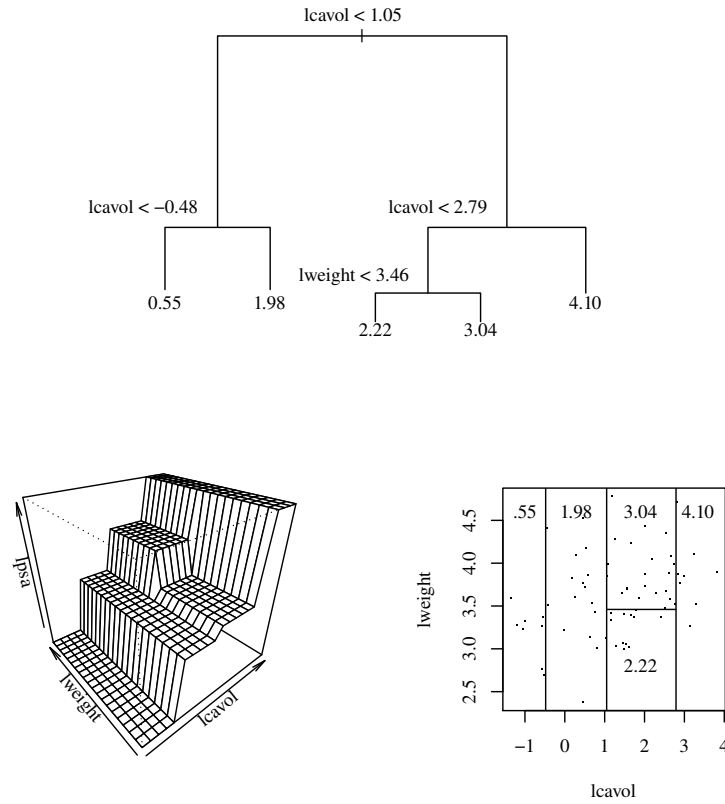 lcavol < 1.05
lcavol < −0.48
lcavol < 2.79
lweight < 3.46
0.55
1.98
4.10
2.22
3.04
lpsa
lweight
lcavol
.55
1.98
3.04
4.10
2.22
lweight
4.5
4.0
3.5
3.0
2.5
−1 0 1 2 3 4
lcavol